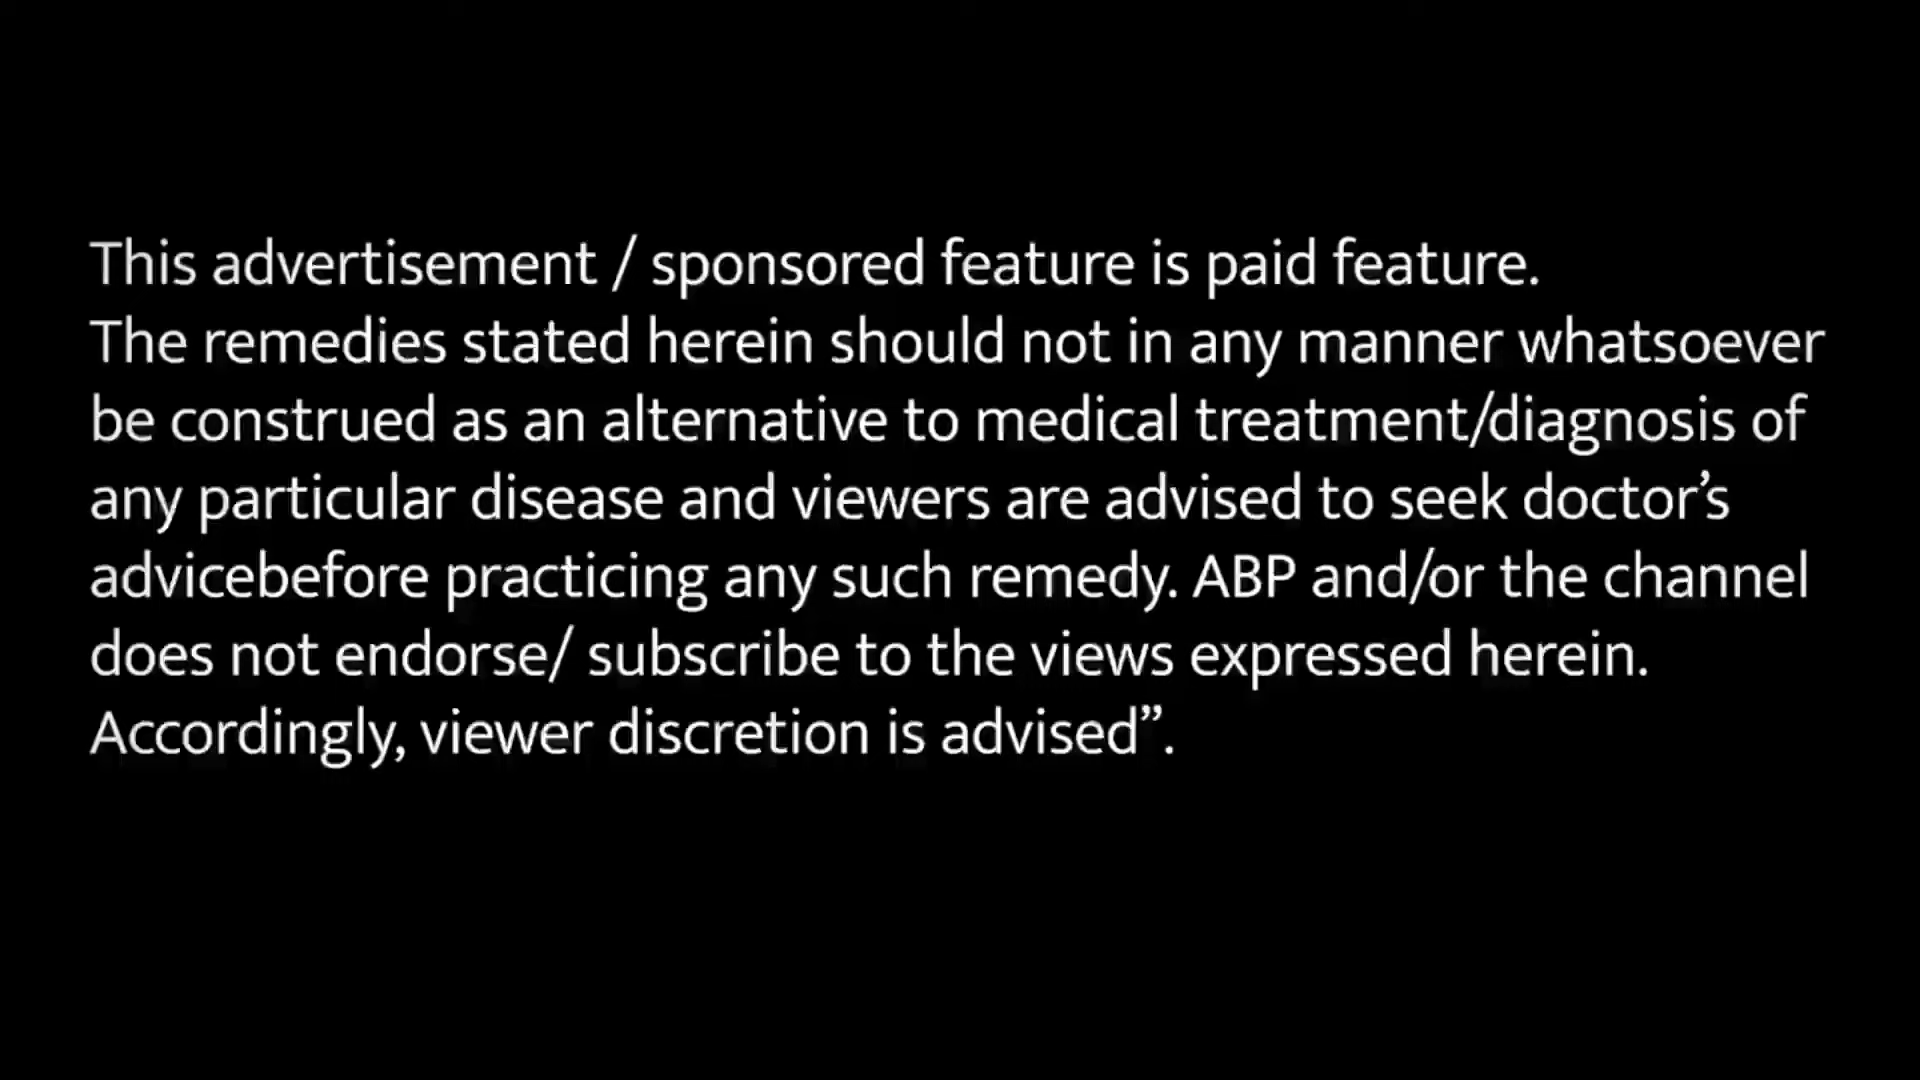 This advertisement / sponsored feature is paid feature.
The remedies stated herein should not in any manner whatsoever
be construed as an alternative to medical treatment/diagnosis of
any particular disease and viewers are advised to seek doctor’s
advicebefore practicing any such remedy. ABP and/or the channel
does not endorse/ subscribe to the views expressed herein.
Accordingly, viewer discretion is advised”.